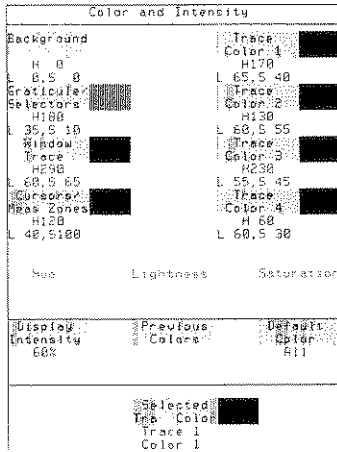 Color and Intensity
Background
H 0
L 0,S 0
Graticule/
Selectors
H180
L 35,S 10
Window
Trace
H290
L 60,S 65
Cursors/
Meas Zones
H120
L 40,S100
Trace
Color 1
H170
L 65,S 40
Trace
Color 2
H130
L 60,S 55
Trace
Color 3
H230
L 55,S 45
Trace
Color 4
H 60
L 60,S 30
Hue Lightness Saturation
Display
Intensity
60%
Previous
Colors
Default
Color
All
Selected
Trace 1
Color 1